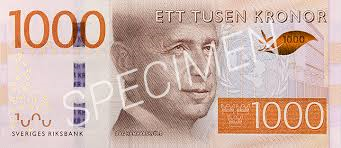 1000
ETT TUSEN KRONOR
1000
SPECIMEN
SVERIGES RIKSBANK
1000